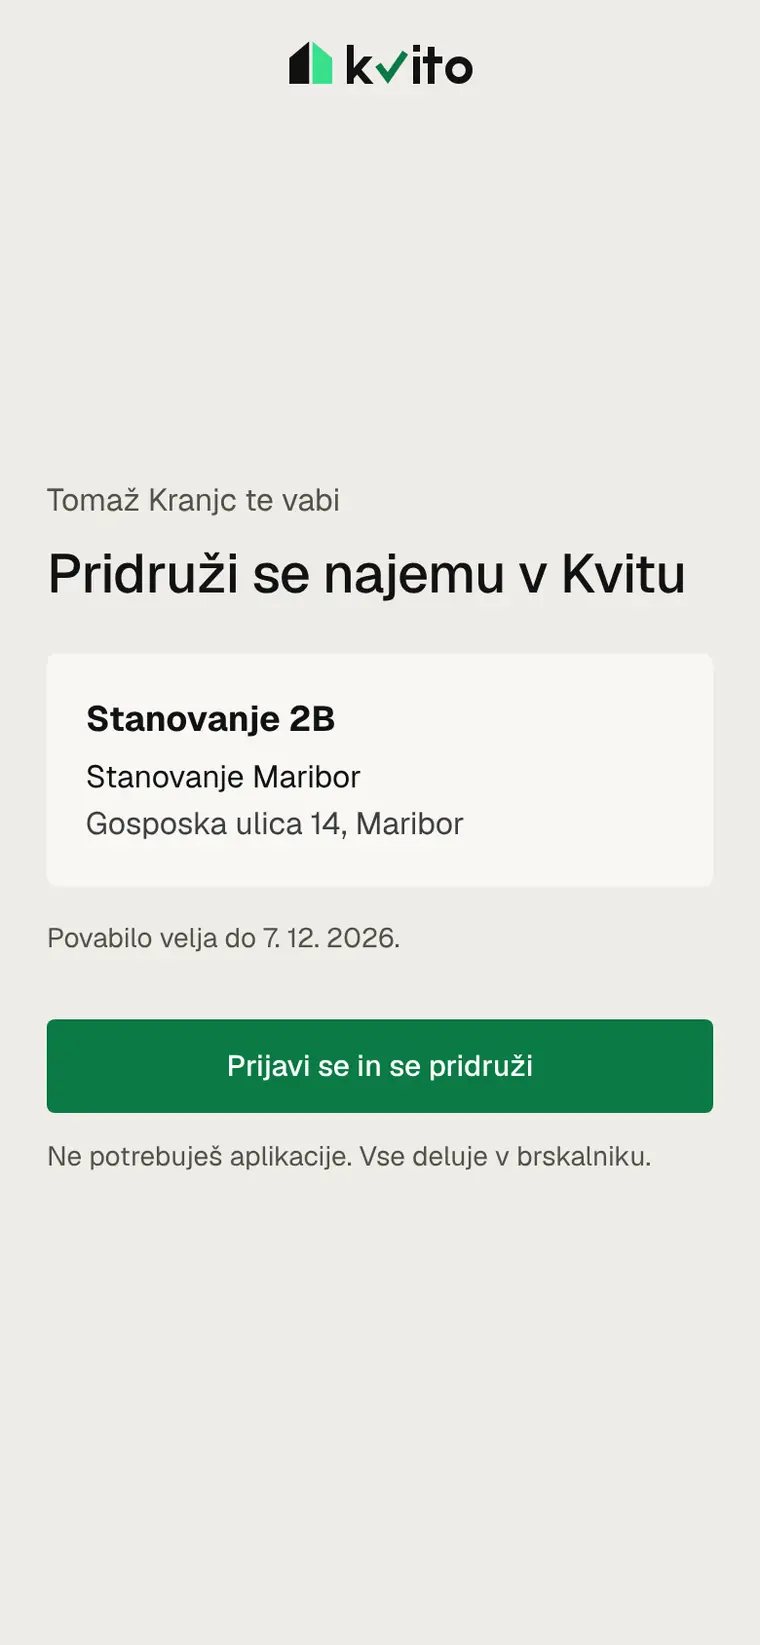 kvito
Tomaž Kranjc te vabi
Pridruži se najemu v Kvitu
Stanovanje 2B
Stanovanje Maribor
Gosposka ulica 14, Maribor
Povabilo velja do 7. 12. 2026.
Prijavi se in se pridruži
Ne potrebuješ aplikacije. Vse deluje v brskalniku.